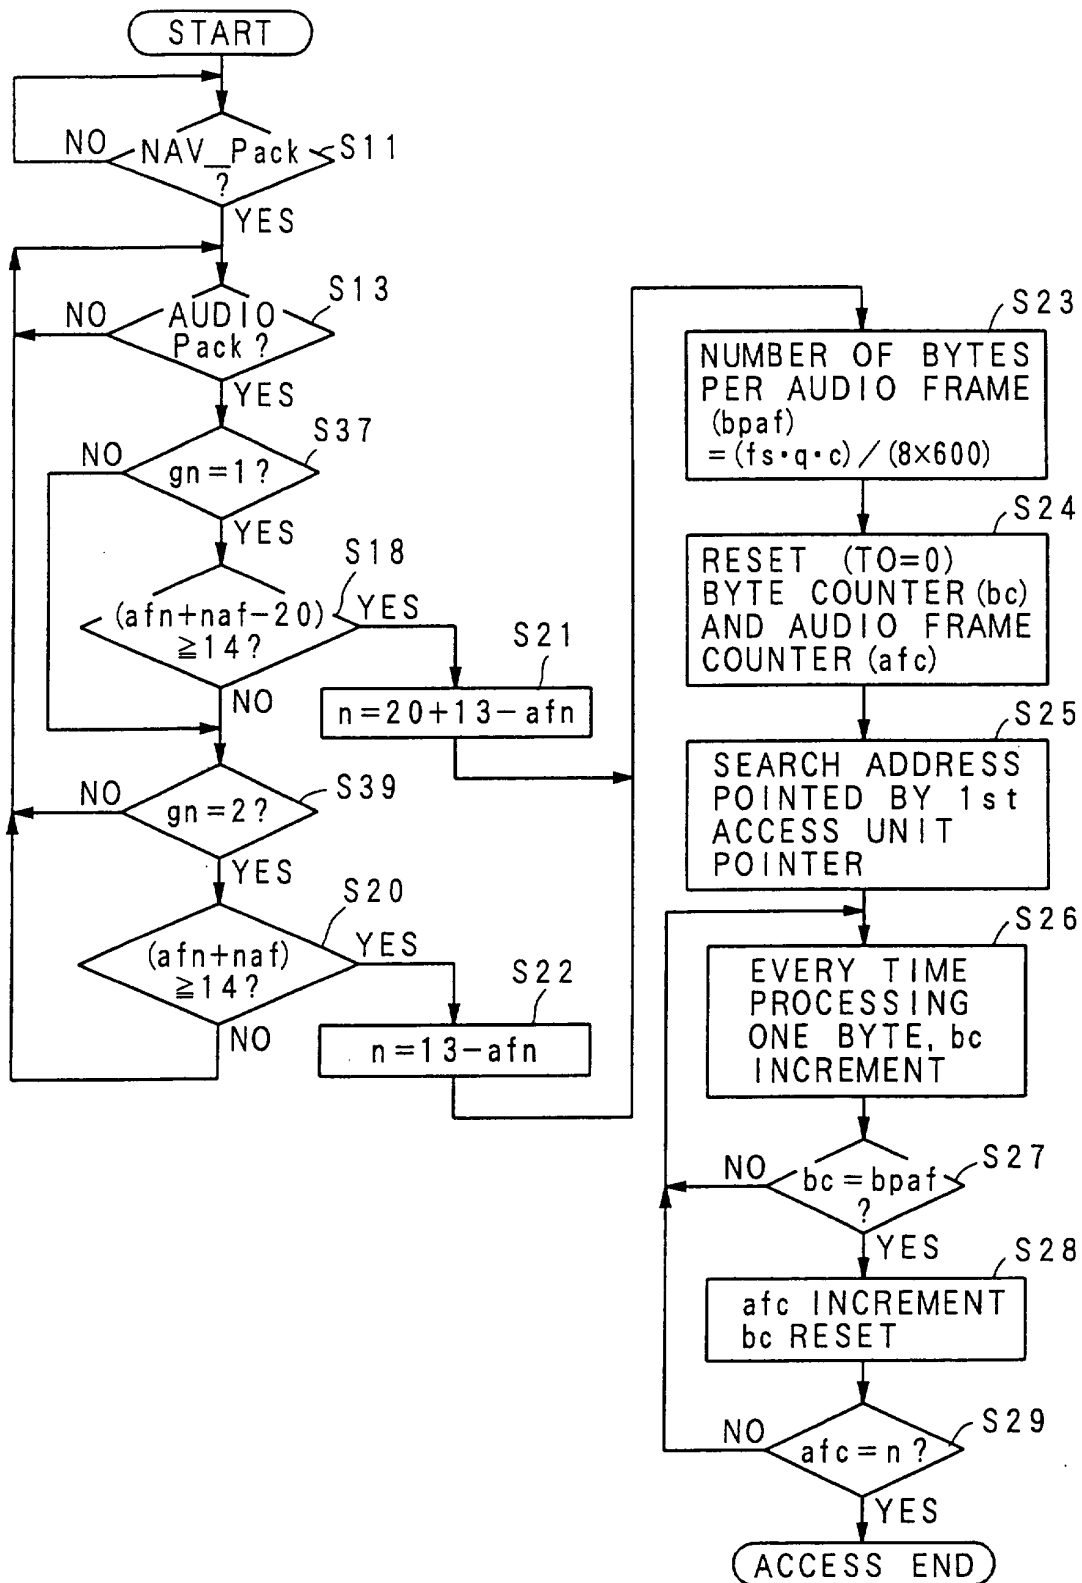 START
NO
NAV_Pack
?
S11
YES
NO
AUDIO
Pack?
S13
YES
NO
gn=1?
S37
YES
(afn+naf-20)
≧14?
S18
YES
NO
S21
n=20+13-afn
NO
gn=2?
S39
YES
(afn+naf)
≧14?
S20
YES
NO
S22
n=13-afn
S23
NUMBER OF BYTES
PER AUDIO FRAME
(bpaf)
=(fs·q·c)/(8×600)
S24
RESET (TO=0)
BYTE COUNTER(bc)
AND AUDIO FRAME
COUNTER(afc)
S25
SEARCH ADDRESS
POINTED BY 1st
ACCESS UNIT
POINTER
S26
EVERY TIME
PROCESSING
ONE BYTE, bc
INCREMENT
NO
bc=bpaf
?
S27
YES
S28
afc INCREMENT
bc RESET
NO
afc=n?
S29
YES
ACCESS END